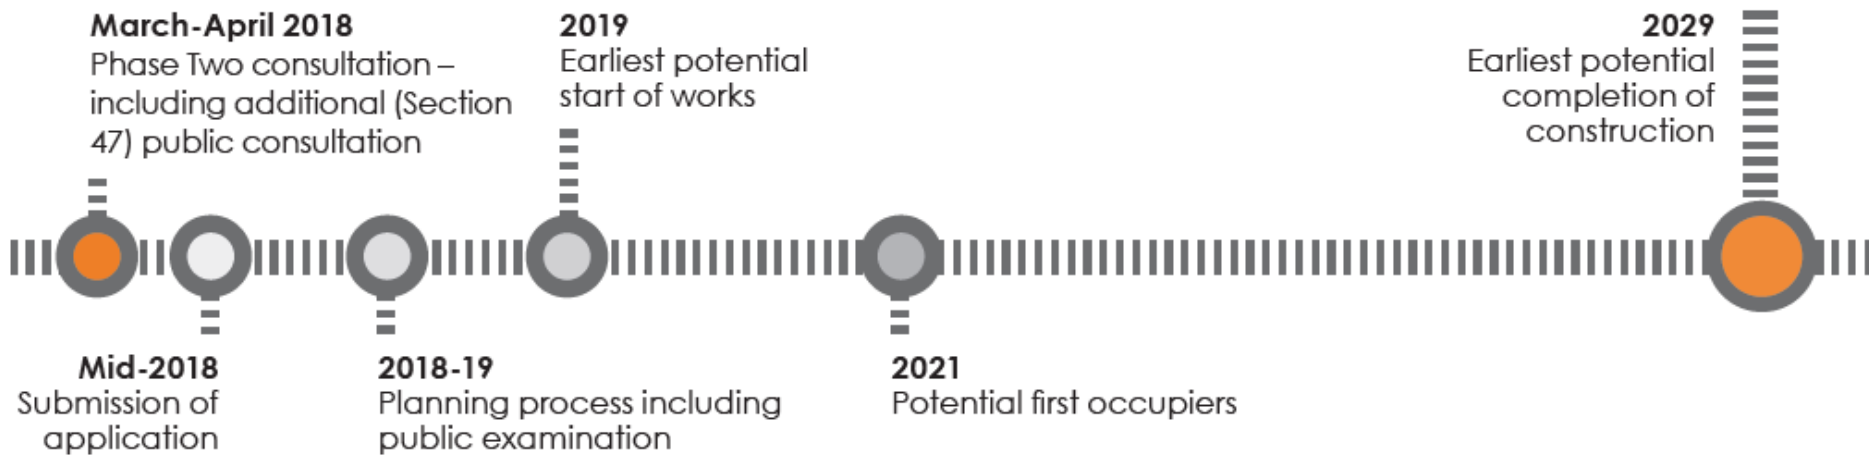 March-April 2018
Phase Two consultation –
including additional (Section
47) public consultation
2019
Earliest potential
start of works
2029
Earliest potential
completion of
construction
Mid-2018
Submission of
application
2018-19
Planning process including
public examination
2021
Potential first occupiers